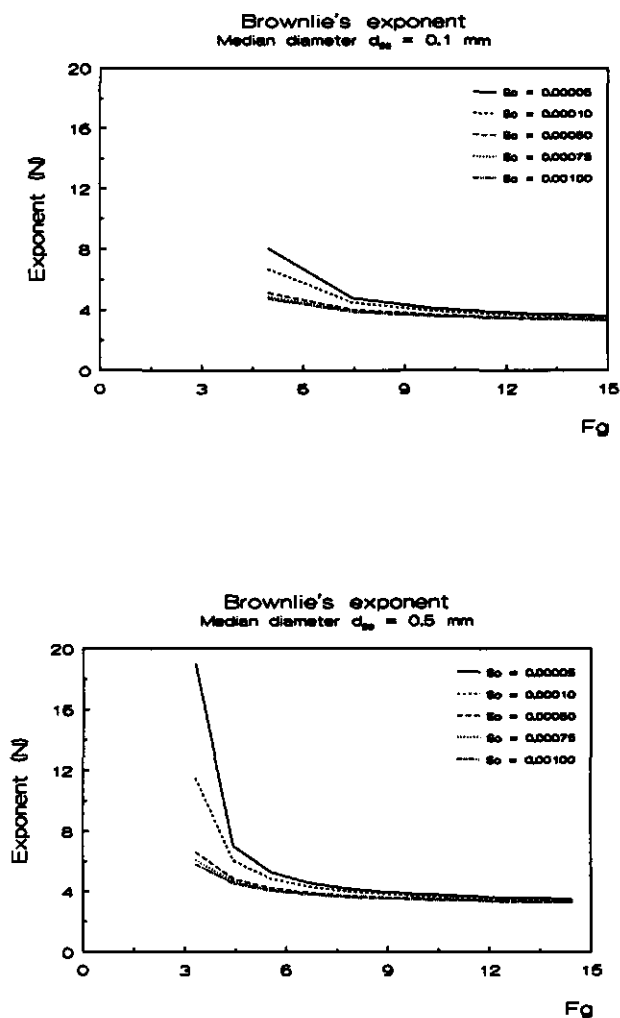 Brownlie's exponent
Median diameter d₅₀ = 0.1 mm
20
16
12
8
4
0
Exponent (N)
So = 0.00005
So = 0.00010
So = 0.00050
So = 0.00075
So = 0.00100
0 3 6 9 12 15
Fg
Brownlie's exponent
Median diameter d₅₀ = 0.5 mm
20
16
12
8
4
0
Exponent (N)
So = 0.00005
So = 0.00010
So = 0.00050
So = 0.00075
So = 0.00100
0 3 6 9 12 15
Fg